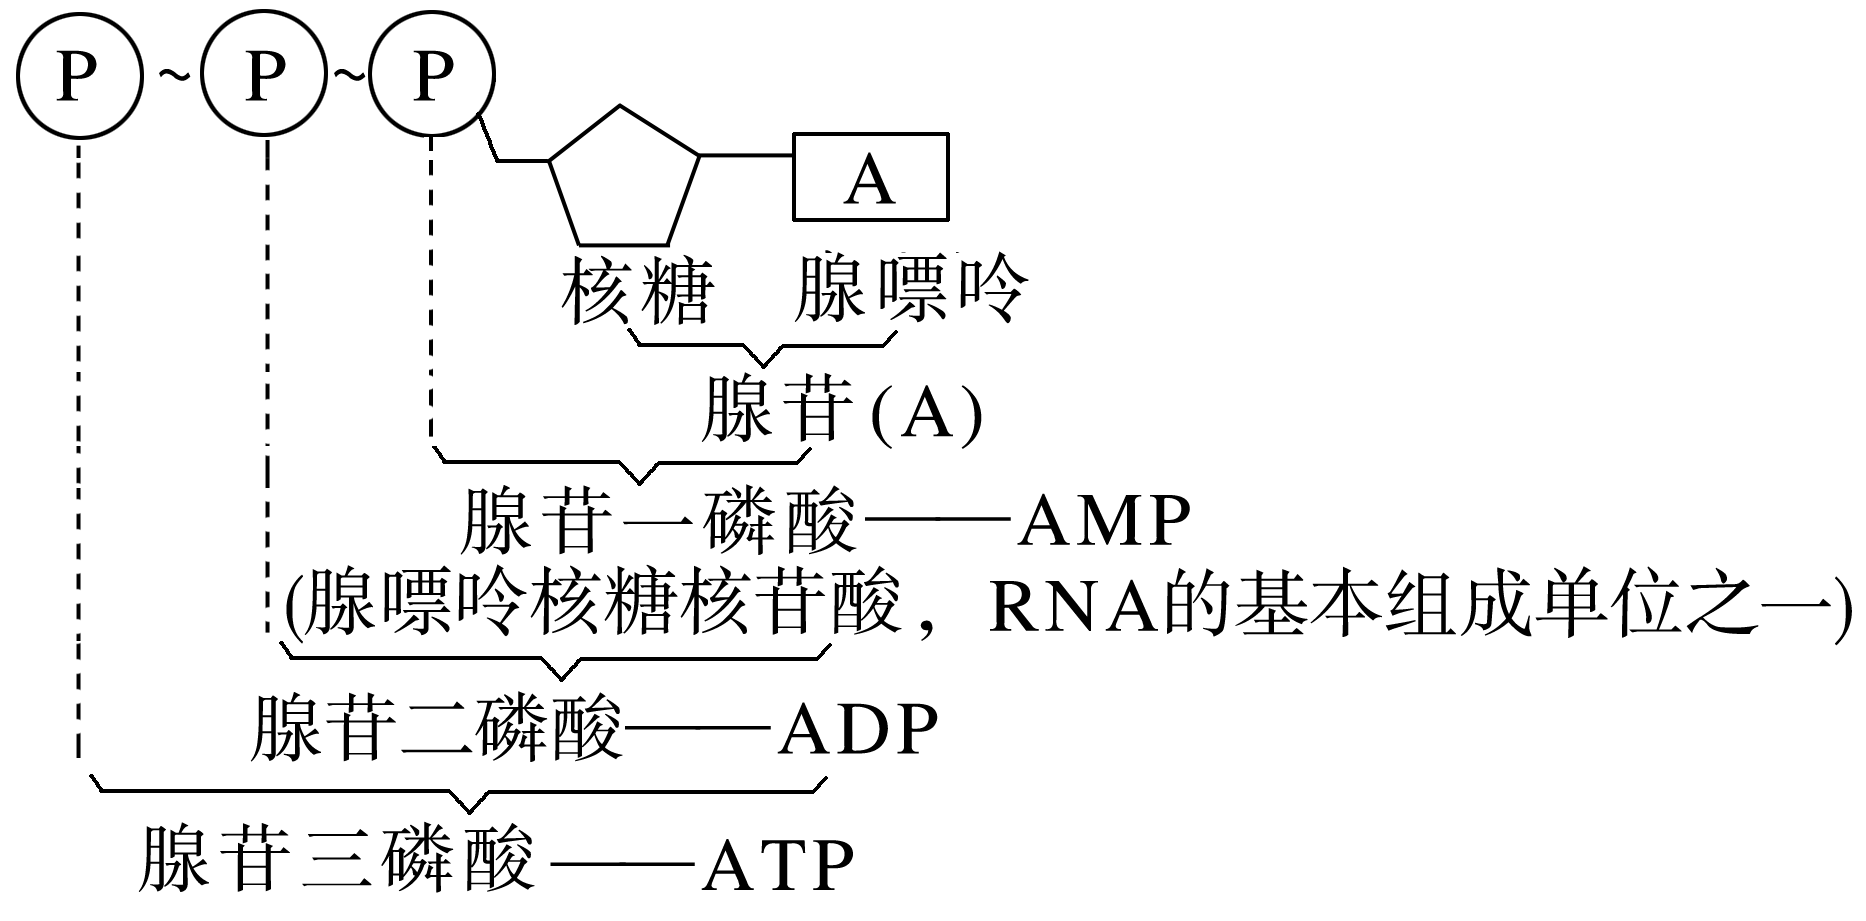 P ~ P ~ P
A
核糖 腺嘌呤
腺苷(A)
腺苷一磷酸——AMP
(腺嘌呤核糖核苷酸，RNA的基本组成单位之一)
腺苷二磷酸——ADP
腺苷三磷酸——ATP